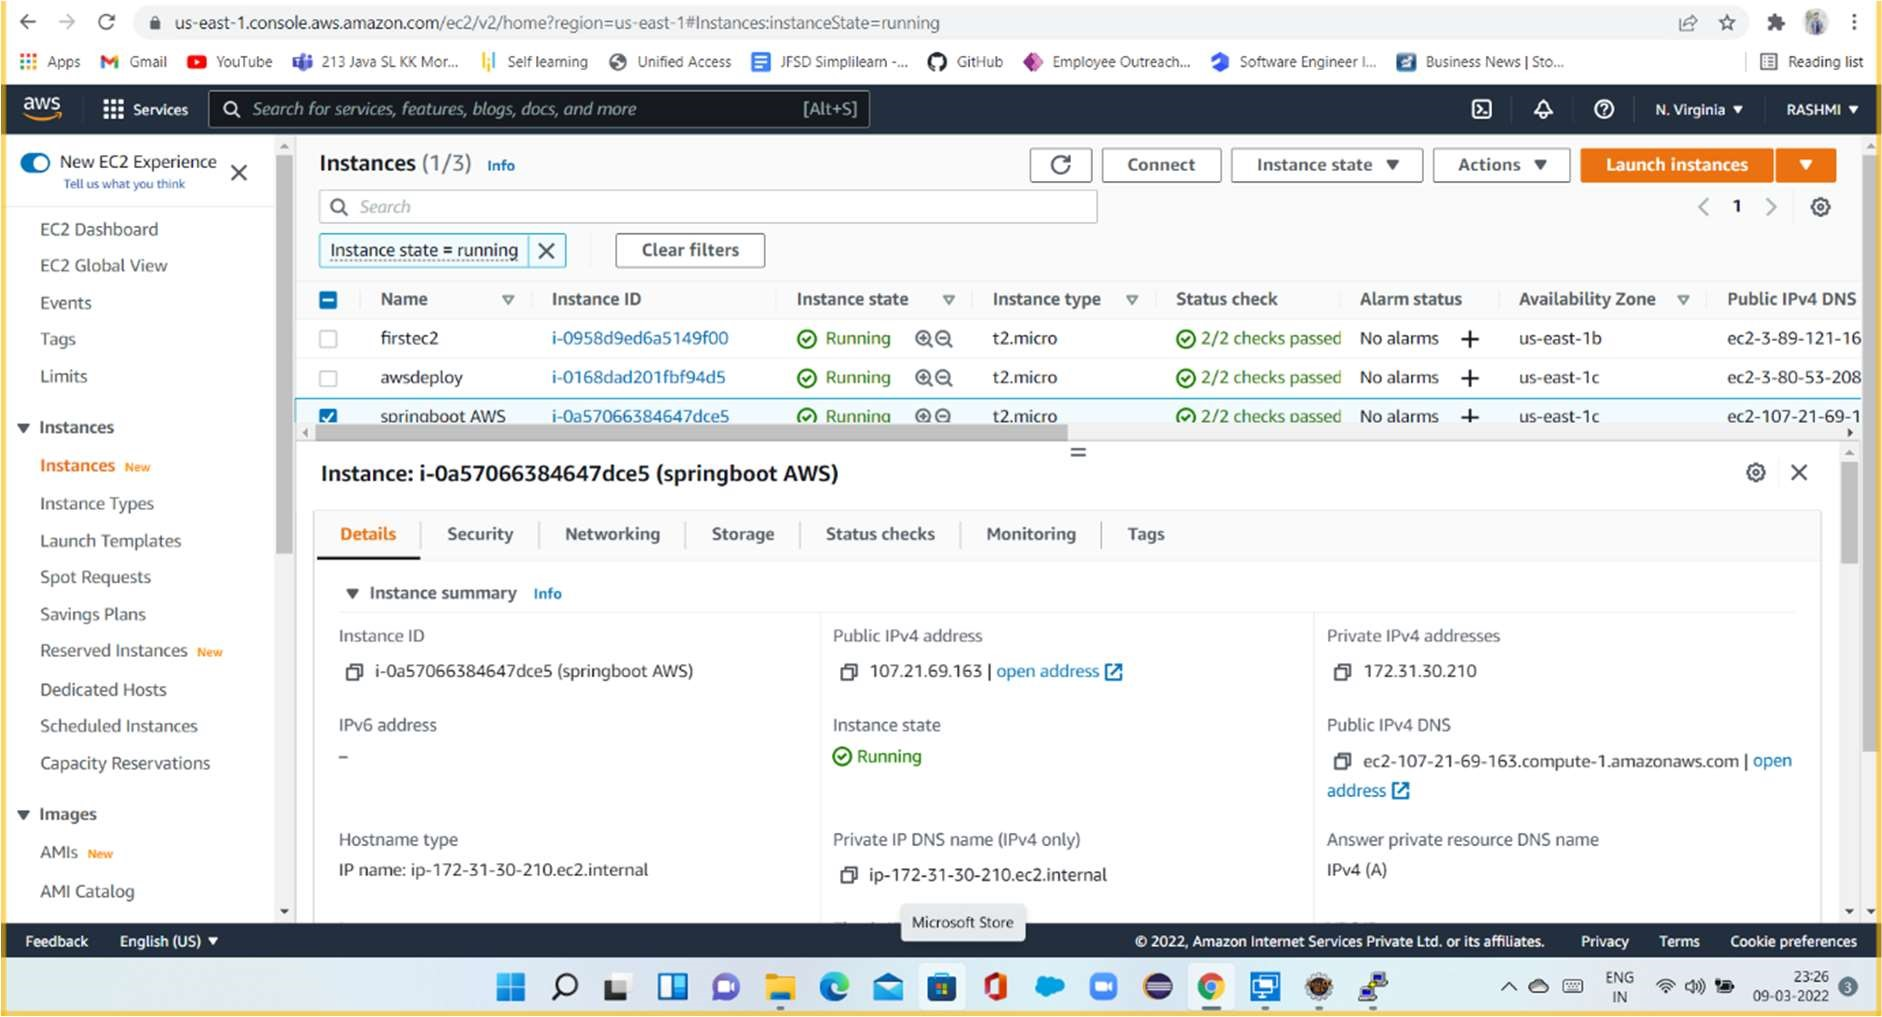 us-east-1.console.aws.amazon.com/ec2/v2/home?region=us-east-1#Instances:instanceState=running
Apps Gmail YouTube 213 Java SL KK Mor... Self learning Unified Access JFSD Simplilearn -... GitHub Employee Outreach... Software Engineer I... Business News | Sto... Reading list
aws Services Search for services, features, blogs, docs, and more [Alt+S] N. Virginia ▼ RASHMI ▼
New EC2 Experience
Tell us what you think
EC2 Dashboard
EC2 Global View
Events
Tags
Limits
Instances
Instances New
Instance Types
Launch Templates
Spot Requests
Savings Plans
Reserved Instances New
Dedicated Hosts
Scheduled Instances
Capacity Reservations
Images
AMIs New
AMI Catalog
Instances (1/3) Info Connect Instance state ▼ Actions ▼ Launch instances ▼
Search
1
Instance state = running Clear filters
Name Instance ID Instance state Instance type Status check Alarm status Availability Zone Public IPv4 DNS
firstec2 i-0958d9ed6a5149f00 Running t2.micro 2/2 checks passed No alarms + us-east-1b ec2-3-89-121-16
awsdeploy i-0168dad201fbf94d5 Running t2.micro 2/2 checks passed No alarms + us-east-1c ec2-3-80-53-208
springboot AWS i-0a57066384647dce5 Running t2.micro 2/2 checks passed No alarms + us-east-1c ec2-107-21-69-1
Instance: i-0a57066384647dce5 (springboot AWS)
Details Security Networking Storage Status checks Monitoring Tags
▼ Instance summary Info
Instance ID Public IPv4 address Private IPv4 addresses
i-0a57066384647dce5 (springboot AWS) 107.21.69.163 | open address 172.31.30.210
IPv6 address Instance state Public IPv4 DNS
– Running ec2-107-21-69-163.compute-1.amazonaws.com | open
address
Hostname type Private IP DNS name (IPv4 only) Answer private resource DNS name
IP name: ip-172-31-30-210.ec2.internal ip-172-31-30-210.ec2.internal IPv4 (A)
Microsoft Store
Feedback English (US) ▼ © 2022, Amazon Internet Services Private Ltd. or its affiliates. Privacy Terms Cookie preferences
ENG 23:26
IN 09-03-2022 3